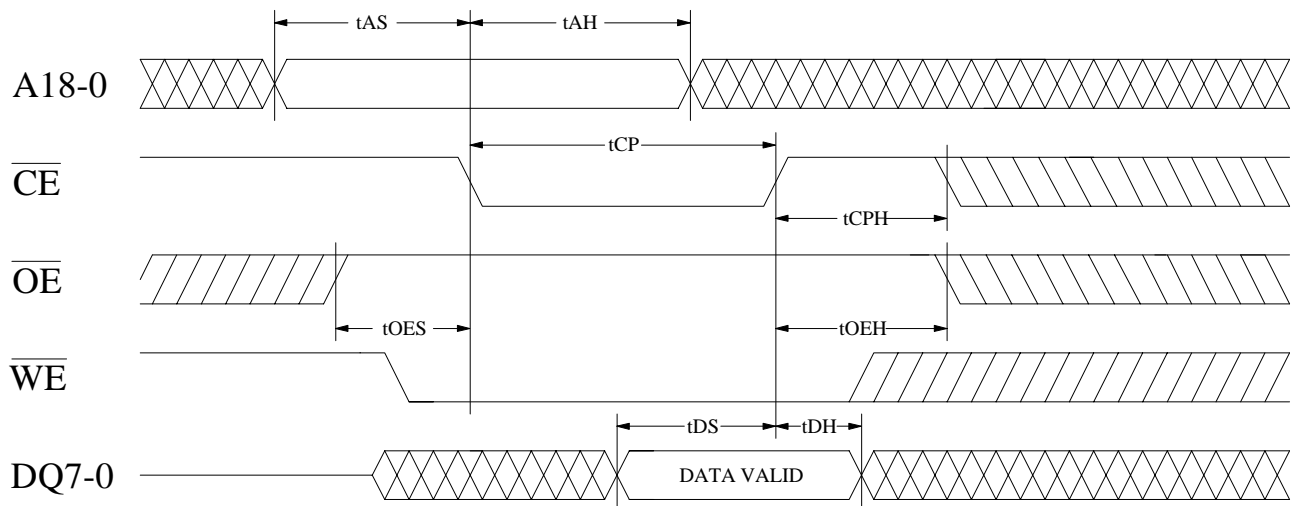 tAS tAH
A18-0
tCP
CE
tCPH
OE
tOES tOEH
WE
tDS tDH
DQ7-0 DATA VALID